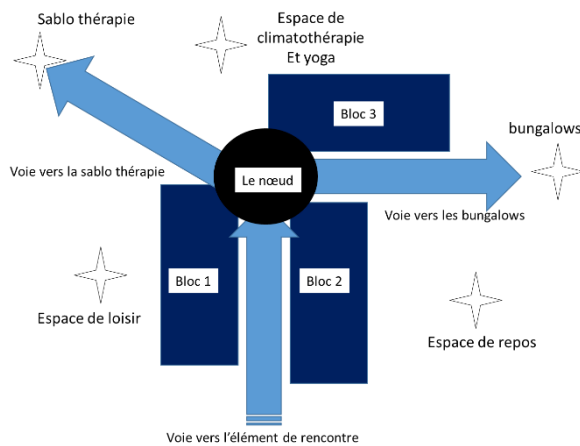 Sablo thérapie
Espace de
climatothérapie
Et yoga
Bloc 3
bungalows
Voie vers la sablo thérapie
Le nœud
Voie vers les bungalows
Bloc 1
Bloc 2
Espace de loisir
Espace de repos
Voie vers l'élément de rencontre